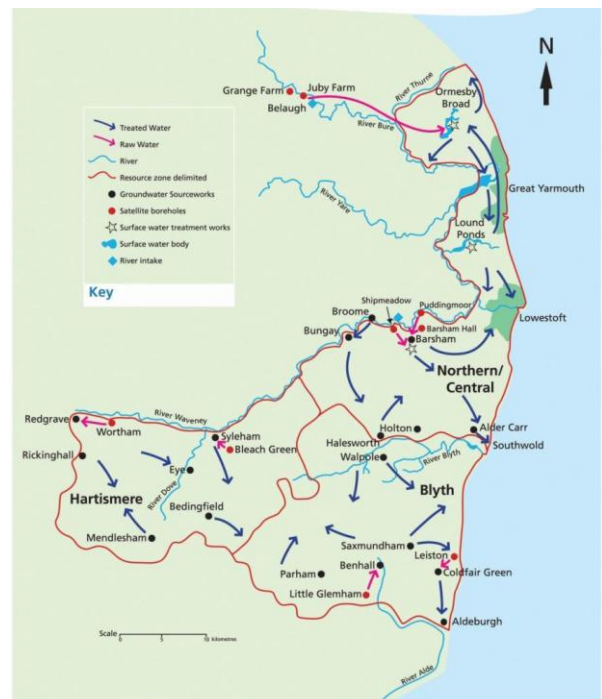 N
Grange Farm
Juby Farm
Belaugh
River Thurne
Ormesby
Broad
River Bure
Treated Water
Raw Water
River
Resource zone delimited
Groundwater Sourceworks
Satellite boreholes
Surface water treatment works
Surface water body
River intake
Key
River Yare
Great Yarmouth
Lound
Ponds
Shipmeadow
Puddingmoor
Broome
Bungay
Barsham Hall
Barsham
Lowestoft
Northern/
Central
River Waveney
Redgrave
Wortham
Syleham
Bleach Green
Holton
Alder Carr
Southwold
Halesworth
Walpole
River Blyth
Rickinghall
Eye
River Dove
Hartismere
Blyth
Bedingfield
Mendlesham
Saxmundham
Leiston
Benhall
Coldfair Green
Parham
Little Glemham
Aldeburgh
Scale
0 5 10 kilometre
River Alde